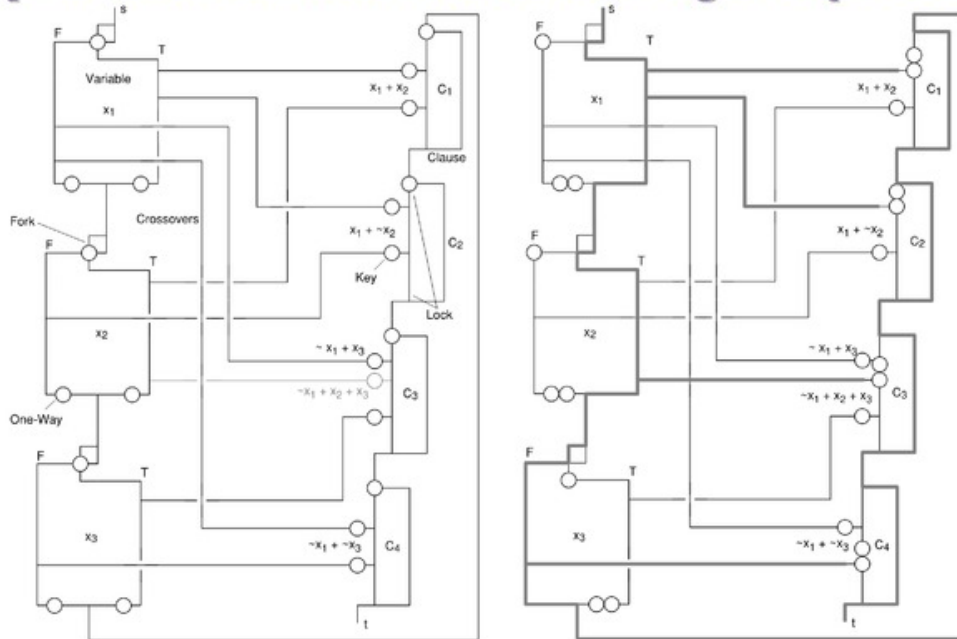 s
F
T
Variable
x₁
x₁ + x₂
C₁
Clause
Crossovers
Fork
F
T
x₁ + ~x₂
C₂
Key
Lock
x₂
~ x₁ + x₃
~x₁ + x₂ + x₃
C₃
One-Way
F
T
x₃
~x₁ + ~x₃
C₄
t
s
F
T
x₁
x₁ + x₂
C₁
x₁ + ~x₂
C₂
F
T
x₂
~ x₁ + x₃
~x₁ + x₂ + x₃
C₃
F
T
x₃
~x₁ + ~x₃
C₄
t